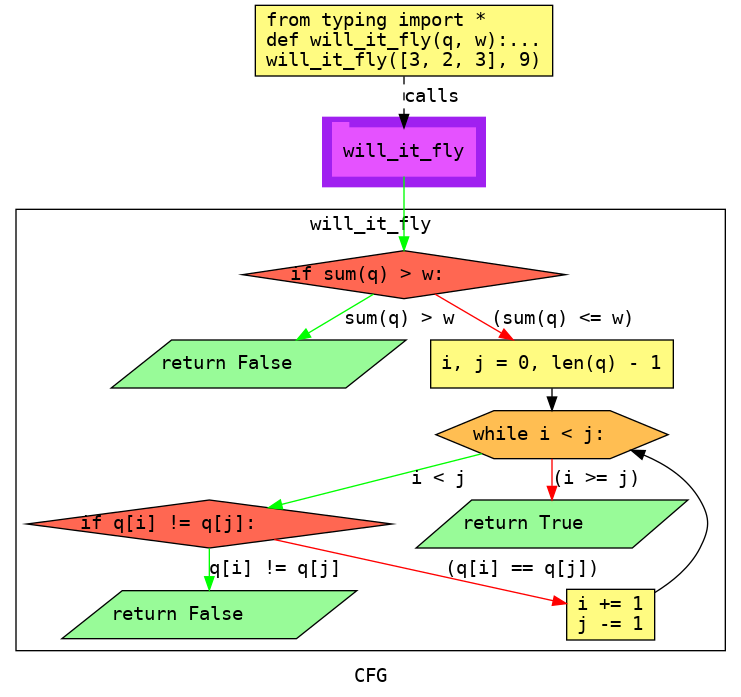 from typing import *
def will_it_fly(q, w):...
will_it_fly([3, 2, 3], 9)
calls
will_it_fly
will_it_fly
if sum(q) > w:
sum(q) > w
(sum(q) <= w)
return False
i, j = 0, len(q) - 1
while i < j:
i < j
(i >= j)
if q[i] != q[j]:
return True
q[i] != q[j]
(q[i] == q[j])
return False
i += 1
j -= 1
CFG